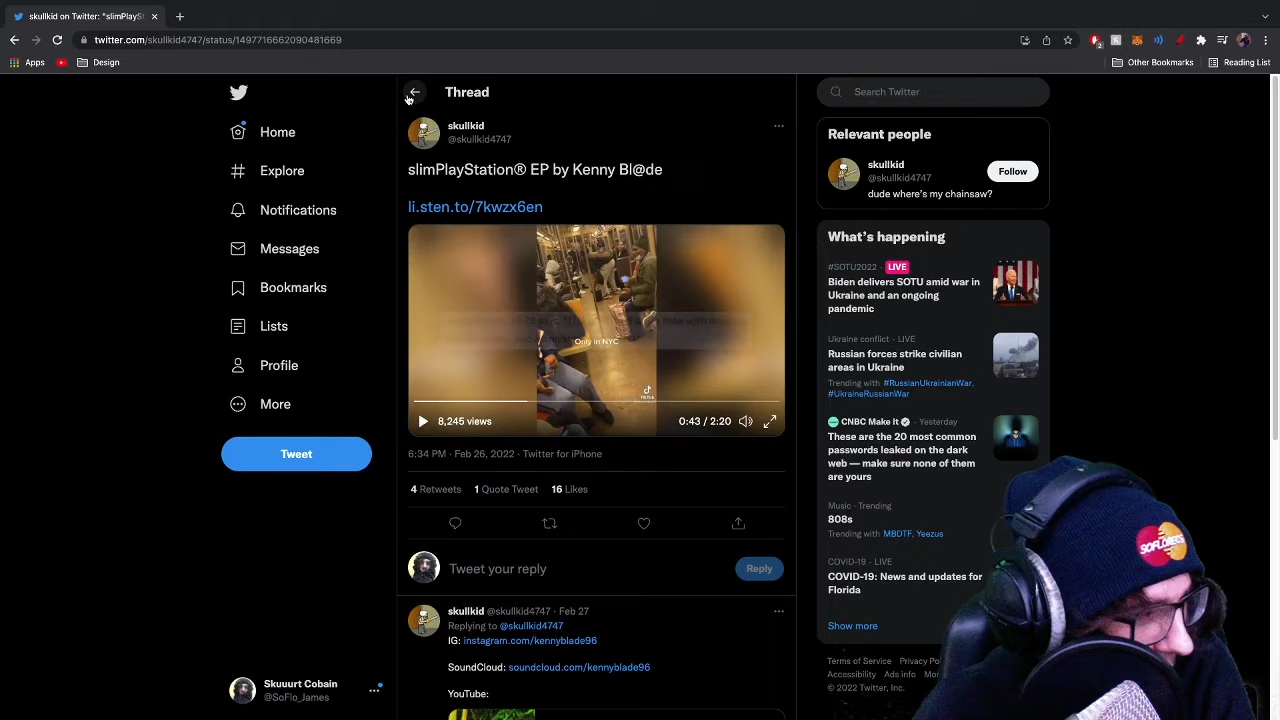 skullkid on Twitter: "slimPlaySt
twitter.com/skullkid4747/status/1497716662090481669
Apps
Design
Other Bookmarks
Reading List
Thread
Search Twitter
Home
Explore
Notifications
Messages
Bookmarks
Lists
Profile
More
Tweet
Skuuurt Cobain
@SoFlo_James
skullkid
@skullkid4747
slimPlayStation® EP by Kenny Bl@de
li.sten.to/7kwzx6en
Only in NYC
TikTok
8,245 views
0:43 / 2:20
6:34 PM · Feb 26, 2022 · Twitter for iPhone
4 Retweets 1 Quote Tweet 16 Likes
Tweet your reply
Reply
skullkid @skullkid4747 · Feb 27
Replying to @skullkid4747
IG: instagram.com/kennyblade96
SoundCloud: soundcloud.com/kennyblade96
YouTube:
Relevant people
skullkid
@skullkid4747
Follow
dude where's my chainsaw?
What's happening
#SOTU2022 · LIVE
Biden delivers SOTU amid war in
Ukraine and an ongoing
pandemic
Ukraine conflict · LIVE
Russian forces strike civilian
areas in Ukraine
Trending with #RussianUkrainianWar,
#UkraineRussianWar
CNBC Make It · Yesterday
These are the 20 most common
passwords leaked on the dark
web — make sure none of them
are yours
Music · Trending
808s
Trending with MBDTF, Yeezus
COVID-19 · LIVE
COVID-19: News and updates for
Florida
Show more
Terms of Service Privacy Pol
Accessibility Ads info Mor
© 2022 Twitter, Inc.
SOFLOJOES